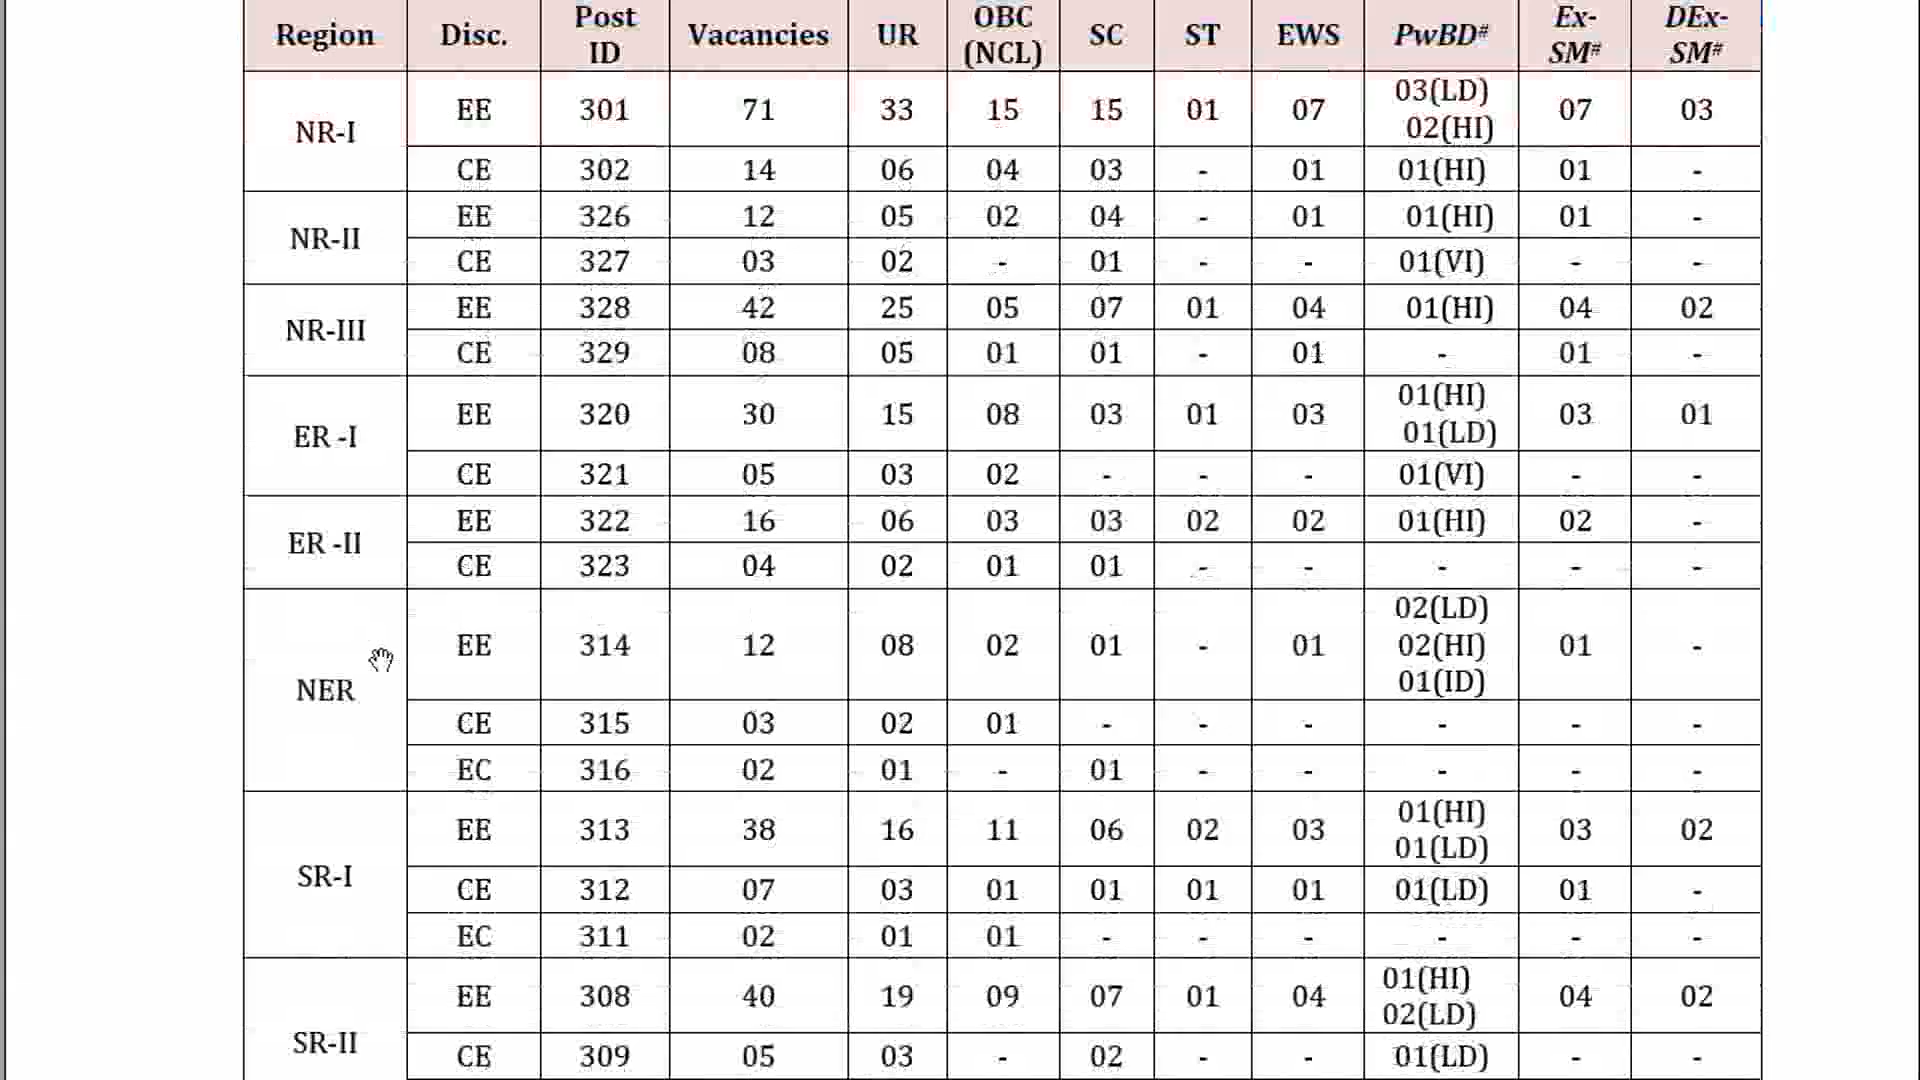 Region Disc. Post ID Vacancies UR OBC (NCL) SC ST EWS PwBD# Ex-SM# DEx-SM#
NR-I EE 301 71 33 15 15 01 07 03(LD) 02(HI) 07 03
CE 302 14 06 04 03 - 01 01(HI) 01 -
NR-II EE 326 12 05 02 04 - 01 01(HI) 01 -
CE 327 03 02 - 01 - - 01(VI) - -
NR-III EE 328 42 25 05 07 01 04 01(HI) 04 02
CE 329 08 05 01 01 - 01 - 01 -
ER -I EE 320 30 15 08 03 01 03 01(HI) 01(LD) 03 01
CE 321 05 03 02 - - - 01(VI) - -
ER -II EE 322 16 06 03 03 02 02 01(HI) 02 -
CE 323 04 02 01 01 - - - - -
NER EE 314 12 08 02 01 - 01 02(LD) 02(HI) 01(ID) 01 -
CE 315 03 02 01 - - - - - -
EC 316 02 01 - 01 - - - - -
SR-I EE 313 38 16 11 06 02 03 01(HI) 01(LD) 03 02
CE 312 07 03 01 01 01 01 01(LD) 01 -
EC 311 02 01 01 - - - - - -
SR-II EE 308 40 19 09 07 01 04 01(HI) 02(LD) 04 02
CE 309 05 03 - 02 - - 01(LD) - -